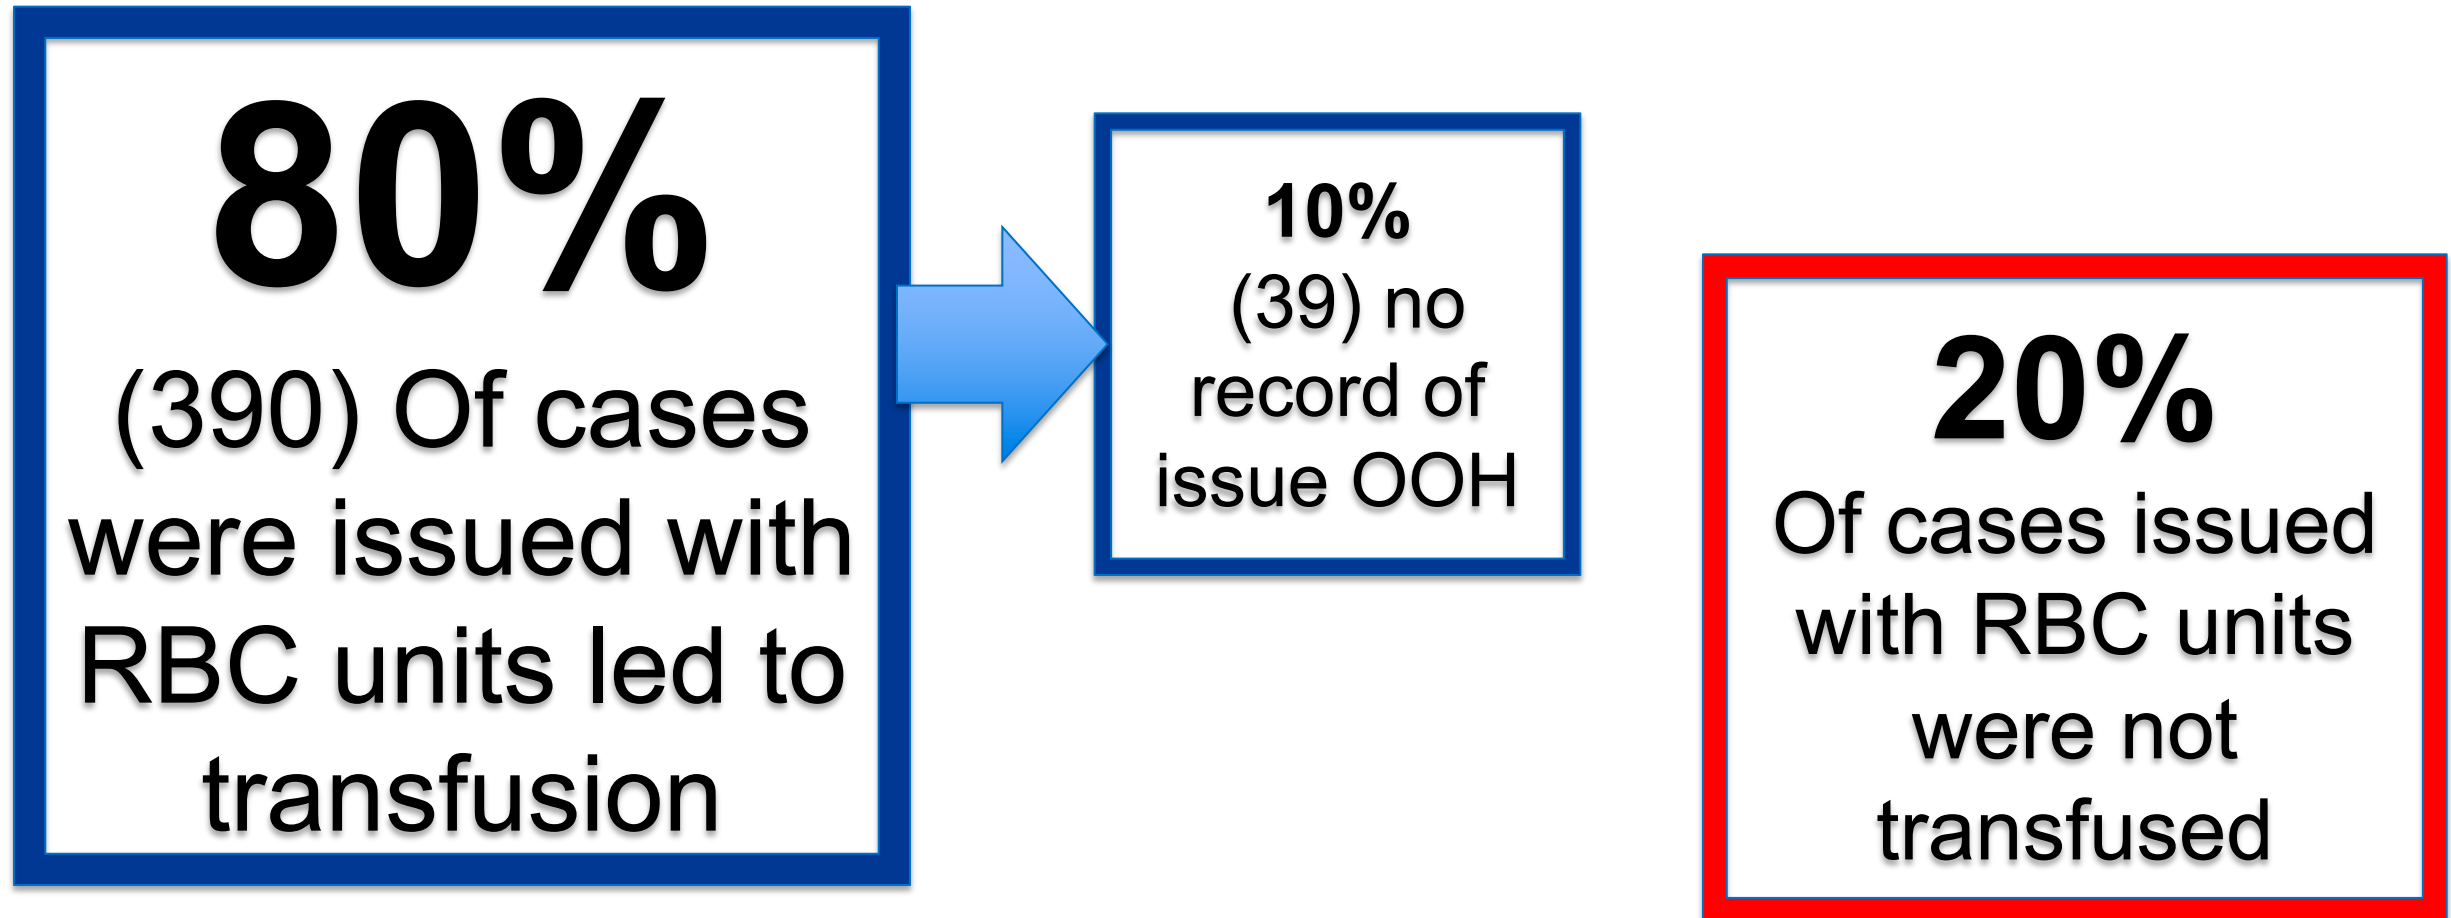 80%
(390) Of cases
were issued with
RBC units led to
transfusion
10%
(39) no
record of
issue OOH
20%
Of cases issued
with RBC units
were not
transfused